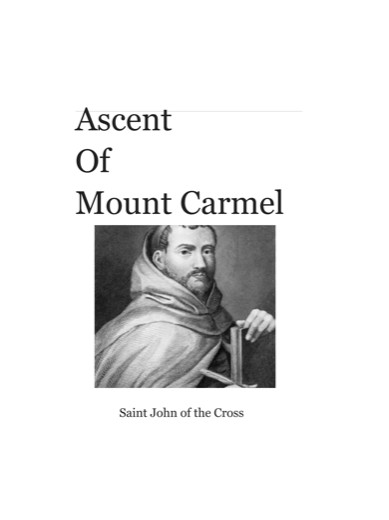 Ascent
Of
Mount Carmel
Saint John of the Cross